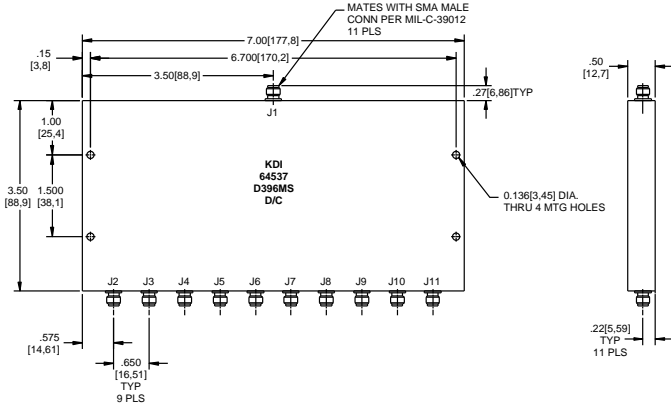 MATES WITH SMA MALE
CONN PER MIL-C-39012
11 PLS
7.00[177,8]
.15
[3,8]
6.700[170,2]
.50
[12,7]
3.50[88,9]
.27[6,86]TYP
J1
1.00
[25,4]
KDI
64537
D396MS
D/C
3.50
[88,9]
1.500
[38,1]
0.136[3,45] DIA.
THRU 4 MTG HOLES
J2 J3 J4 J5 J6 J7 J8 J9 J10 J11
.575
[14,61]
.22[5,59]
TYP
11 PLS
.650
[16,51]
TYP
9 PLS